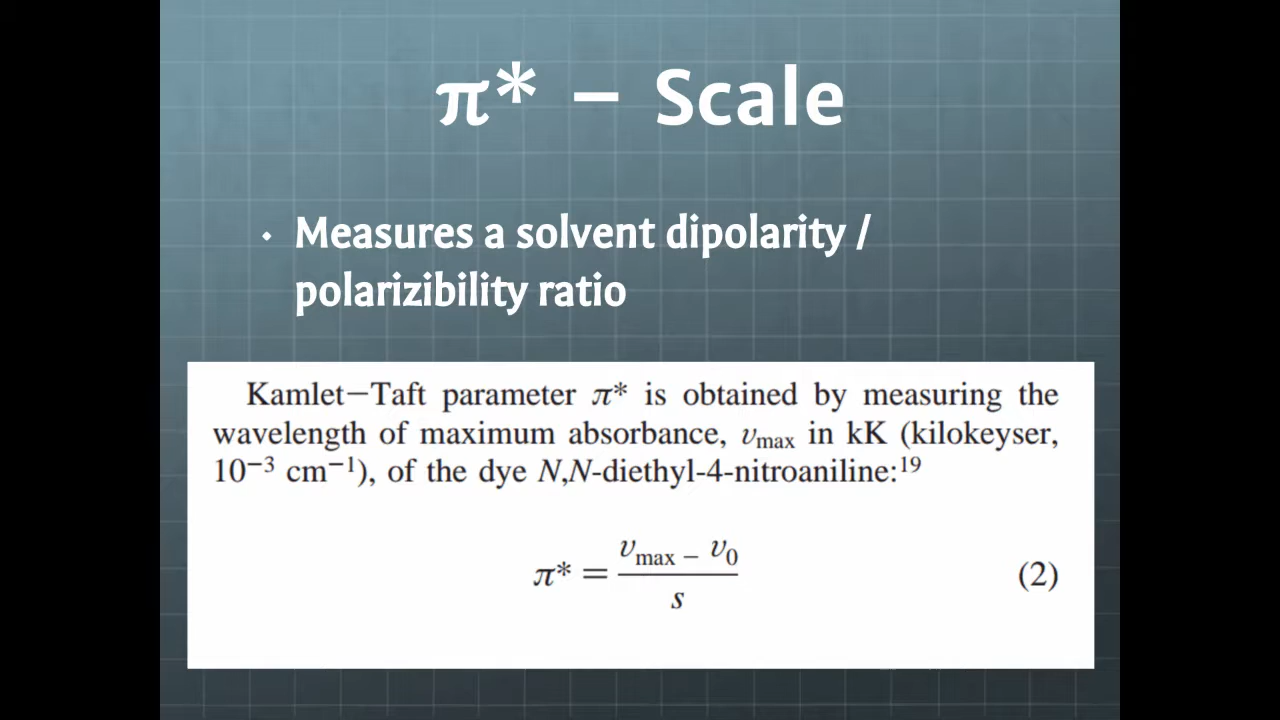 π* – Scale
• Measures a solvent dipolarity /
polarizibility ratio
Kamlet–Taft parameter π* is obtained by measuring the
wavelength of maximum absorbance, υmax in kK (kilokeyser,
10⁻³ cm⁻¹), of the dye N,N-diethyl-4-nitroaniline:¹⁹
π* = (υmax – υ0) / s (2)